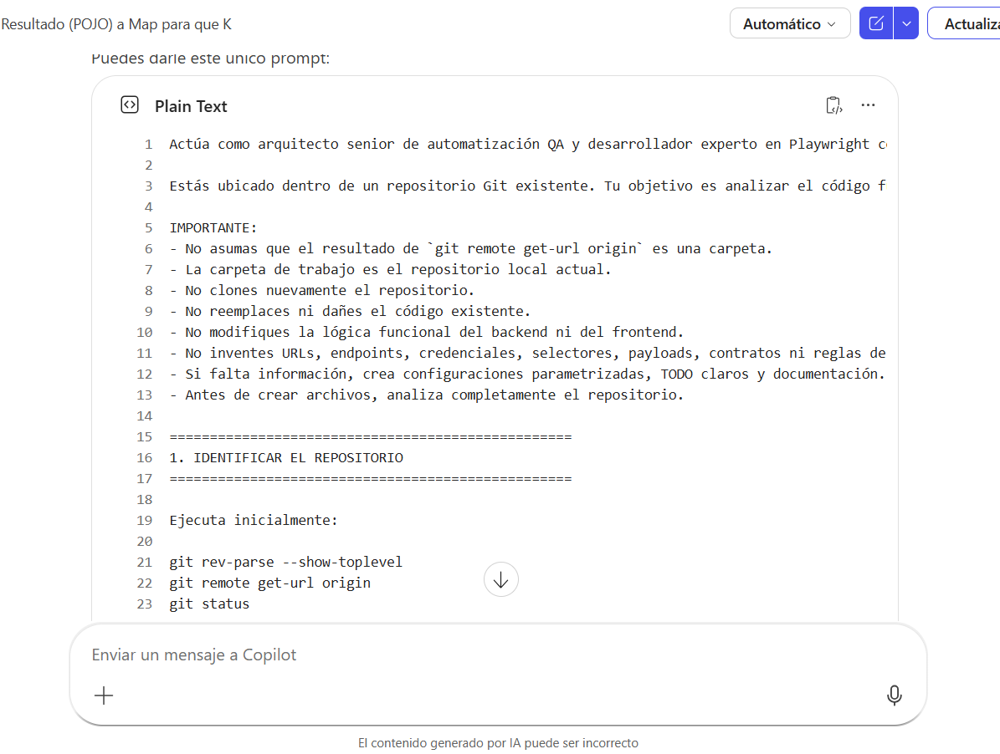 Resultado (POJO) a Map para que K
Automático
Actualiza
Puedes darle este único prompt:
Plain Text
1 Actúa como arquitecto senior de automatización QA y desarrollador experto en Playwright c
2
3 Estás ubicado dentro de un repositorio Git existente. Tu objetivo es analizar el código f
4
5 IMPORTANTE:
6 - No asumas que el resultado de `git remote get-url origin` es una carpeta.
7 - La carpeta de trabajo es el repositorio local actual.
8 - No clones nuevamente el repositorio.
9 - No reemplaces ni dañes el código existente.
10 - No modifiques la lógica funcional del backend ni del frontend.
11 - No inventes URLs, endpoints, credenciales, selectores, payloads, contratos ni reglas de
12 - Si falta información, crea configuraciones parametrizadas, TODO claros y documentación.
13 - Antes de crear archivos, analiza completamente el repositorio.
14
15 ==================================================
16 1. IDENTIFICAR EL REPOSITORIO
17 ==================================================
18
19 Ejecuta inicialmente:
20
21 git rev-parse --show-toplevel
22 git remote get-url origin
23 git status
Enviar un mensaje a Copilot
El contenido generado por IA puede ser incorrecto